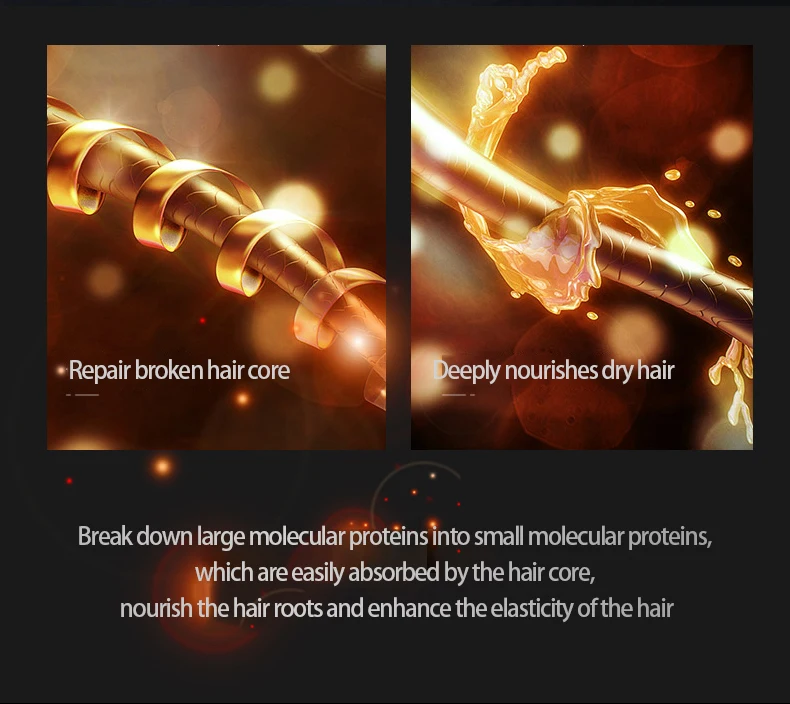 Repair broken hair core
Deeply nourishes dry hair
Break down large molecular proteins into small molecular proteins,
which are easily absorbed by the hair core,
nourish the hair roots and enhance the elasticity of the hair